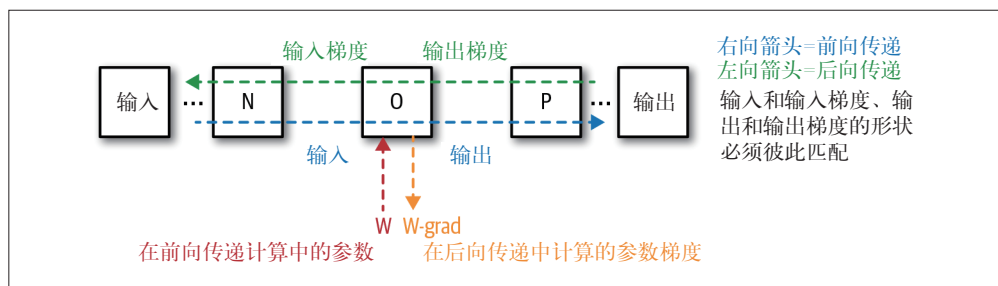 输入梯度 输出梯度
右向箭头=前向传递
左向箭头=后向传递
输入 ... N O P ... 输出
输入和输入梯度、输
出和输出梯度的形状
必须彼此匹配
输入 输出
W W-grad
在前向传递计算中的参数 在后向传递中计算的参数梯度